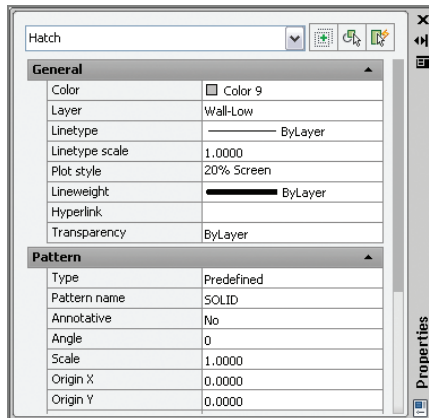 Hatch
General
Color Color 9
Layer Wall-Low
Linetype ByLayer
Linetype scale 1.0000
Plot style 20% Screen
Lineweight ByLayer
Hyperlink
Transparency ByLayer
Pattern
Type Predefined
Pattern name SOLID
Annotative No
Angle 0
Scale 1.0000
Origin X 0.0000
Origin Y 0.0000
Properties